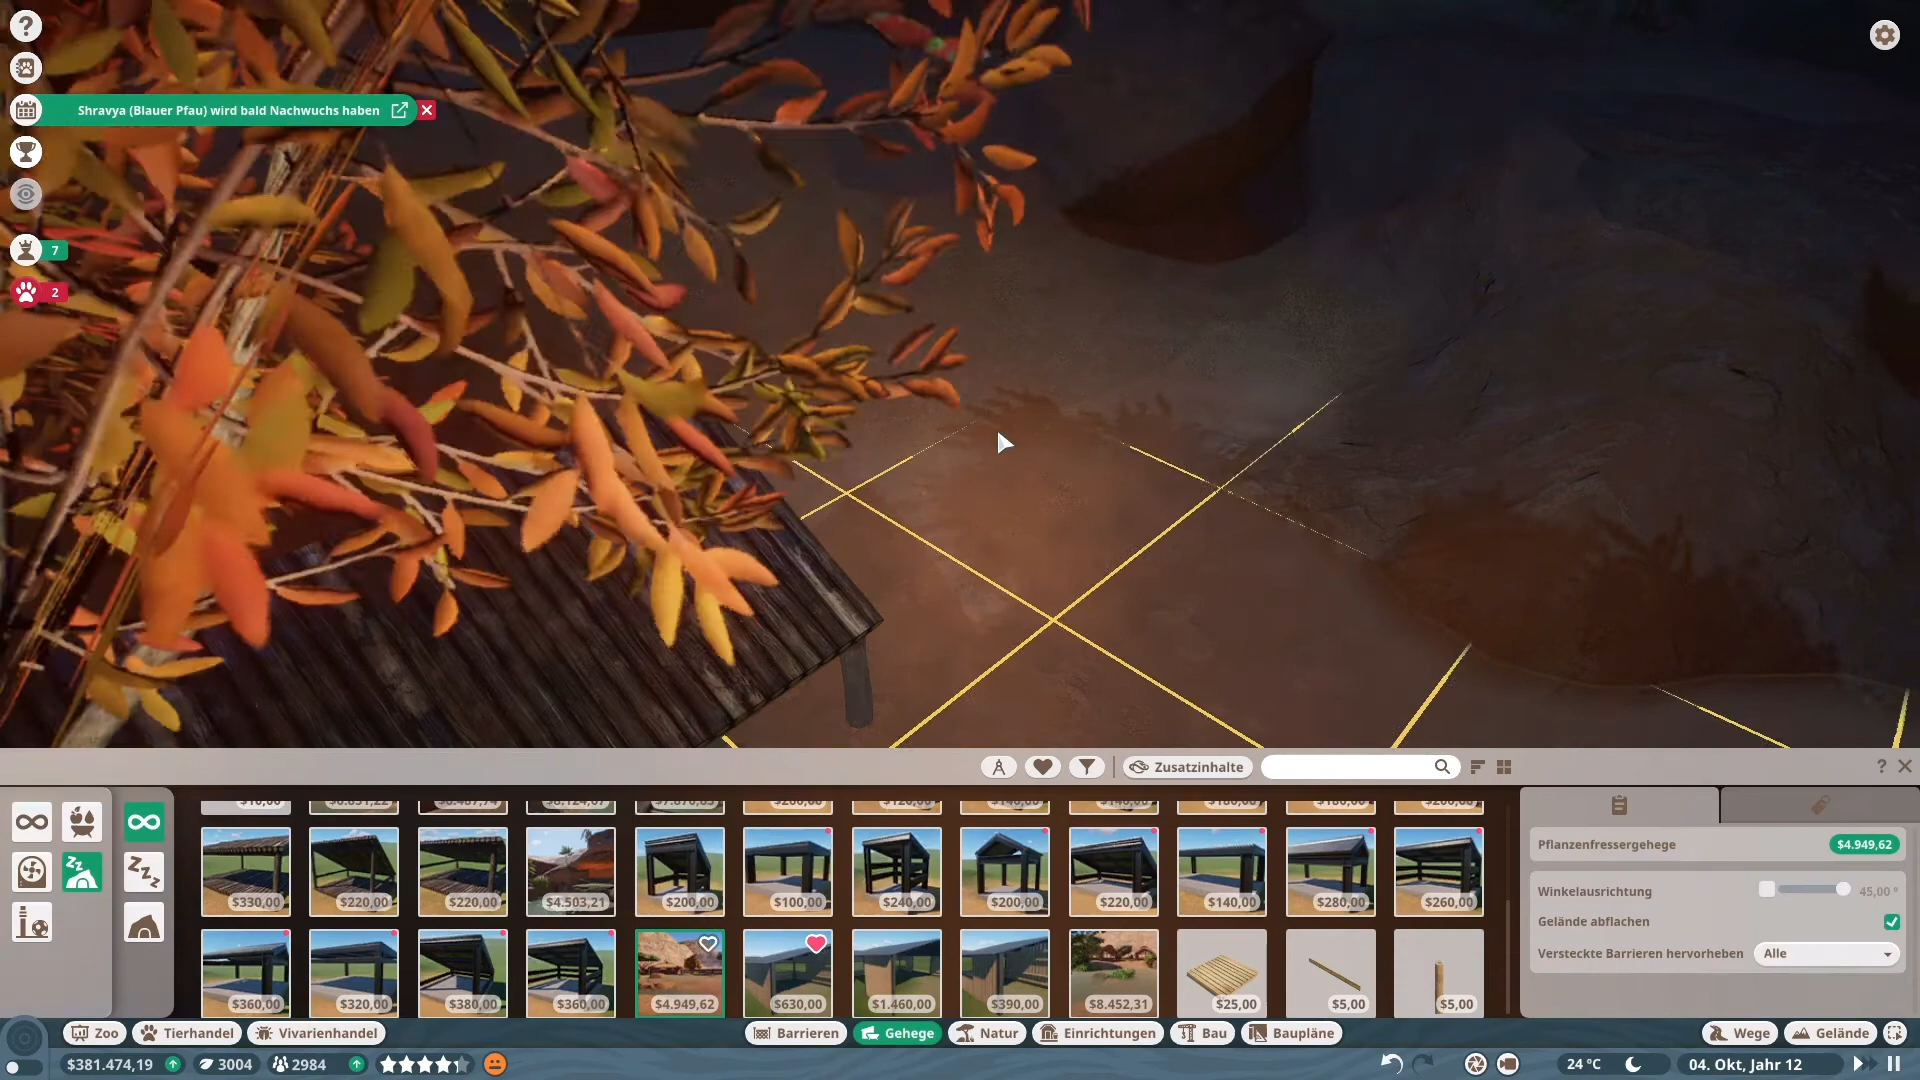 ?
Shravya (Blauer Pfau) wird bald Nachwuchs haben
7
2
Zusatzinhalte
?
$330,00 $220,00 $220,00 $4.503,21 $200,00 $100,00 $240,00 $200,00 $220,00 $140,00 $280,00 $260,00
$360,00 $320,00 $380,00 $360,00 $4.949,62 $630,00 $1.460,00 $390,00 $8.452,31 $25,00 $5,00 $5,00
Pflanzenfressergehege $4.949,62
Winkelausrichtung 45,00 °
Gelände abflachen
Versteckte Barrieren hervorheben Alle
Zoo Tierhandel Vivarienhandel Barrieren Gehege Natur Einrichtungen Bau Baupläne Wege Gelände
$381.474,19 3004 2984 24 °C 04. Okt, Jahr 12